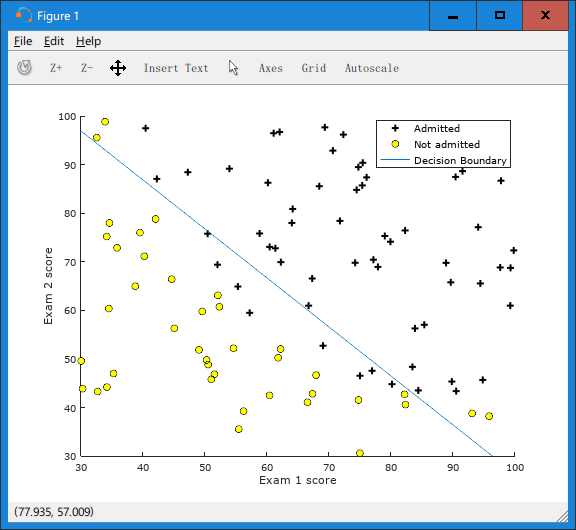 Figure 1
File Edit Help
Z+ Z- Insert Text Axes Grid Autoscale
Admitted
Not admitted
Decision Boundary
100
90
80
70
60
50
40
30
Exam 2 score
30 40 50 60 70 80 90 100
Exam 1 score
(77.935, 57.009)